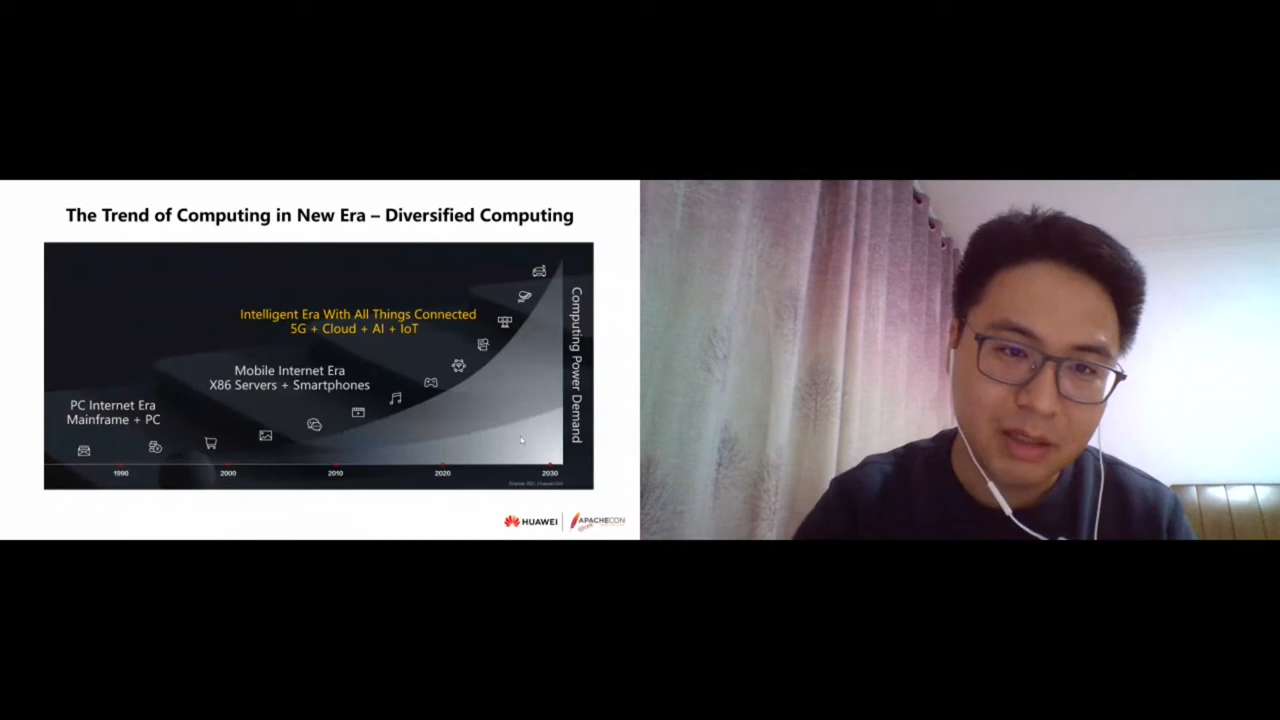 The Trend of Computing in New Era – Diversified Computing
Intelligent Era With All Things Connected
5G + Cloud + AI + IoT
Mobile Internet Era
X86 Servers + Smartphones
PC Internet Era
Mainframe + PC
Computing Power Demand
1990
2000
2010
2020
2030
HUAWEI
APACHECON